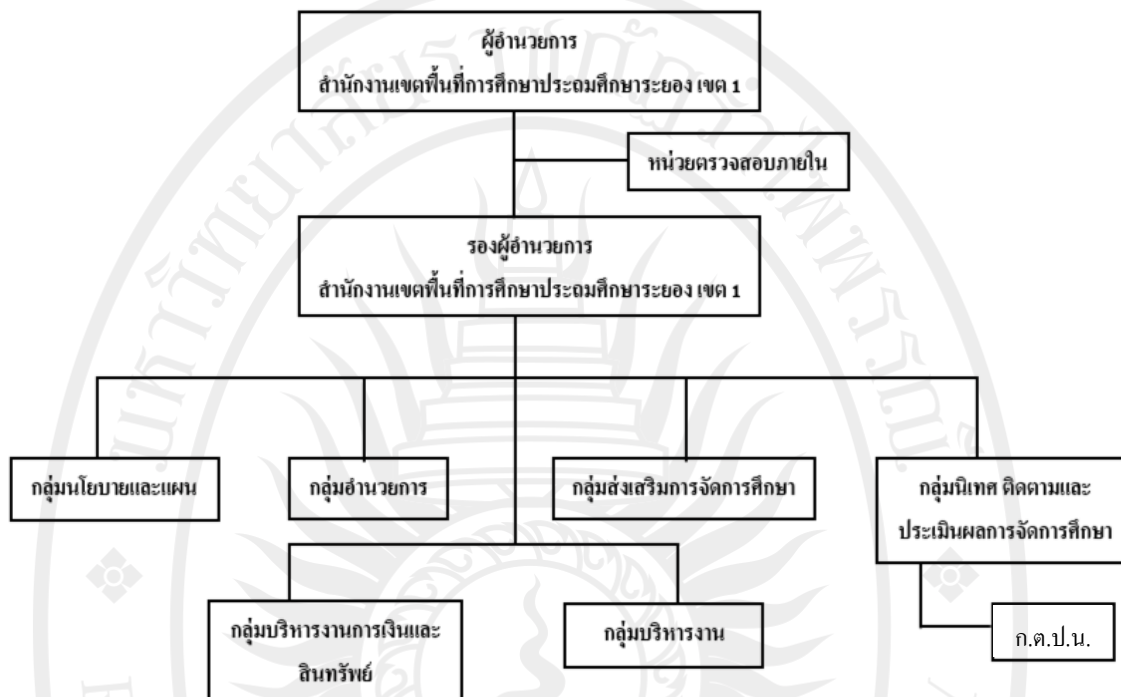 ผู้อำนวยการ
สำนักงานเขตพื้นที่การศึกษาประถมศึกษาระยอง เขต 1
หน่วยตรวจสอบภายใน
รองผู้อำนวยการ
สำนักงานเขตพื้นที่การศึกษาประถมศึกษาระยอง เขต 1
กลุ่มนโยบายและแผน
กลุ่มอำนวยการ
กลุ่มส่งเสริมการจัดการศึกษา
กลุ่มนิเทศ ติดตามและ
ประเมินผลการจัดการศึกษา
กลุ่มบริหารงานการเงินและ
สินทรัพย์
กลุ่มบริหารงาน
ก.ต.ป.น.